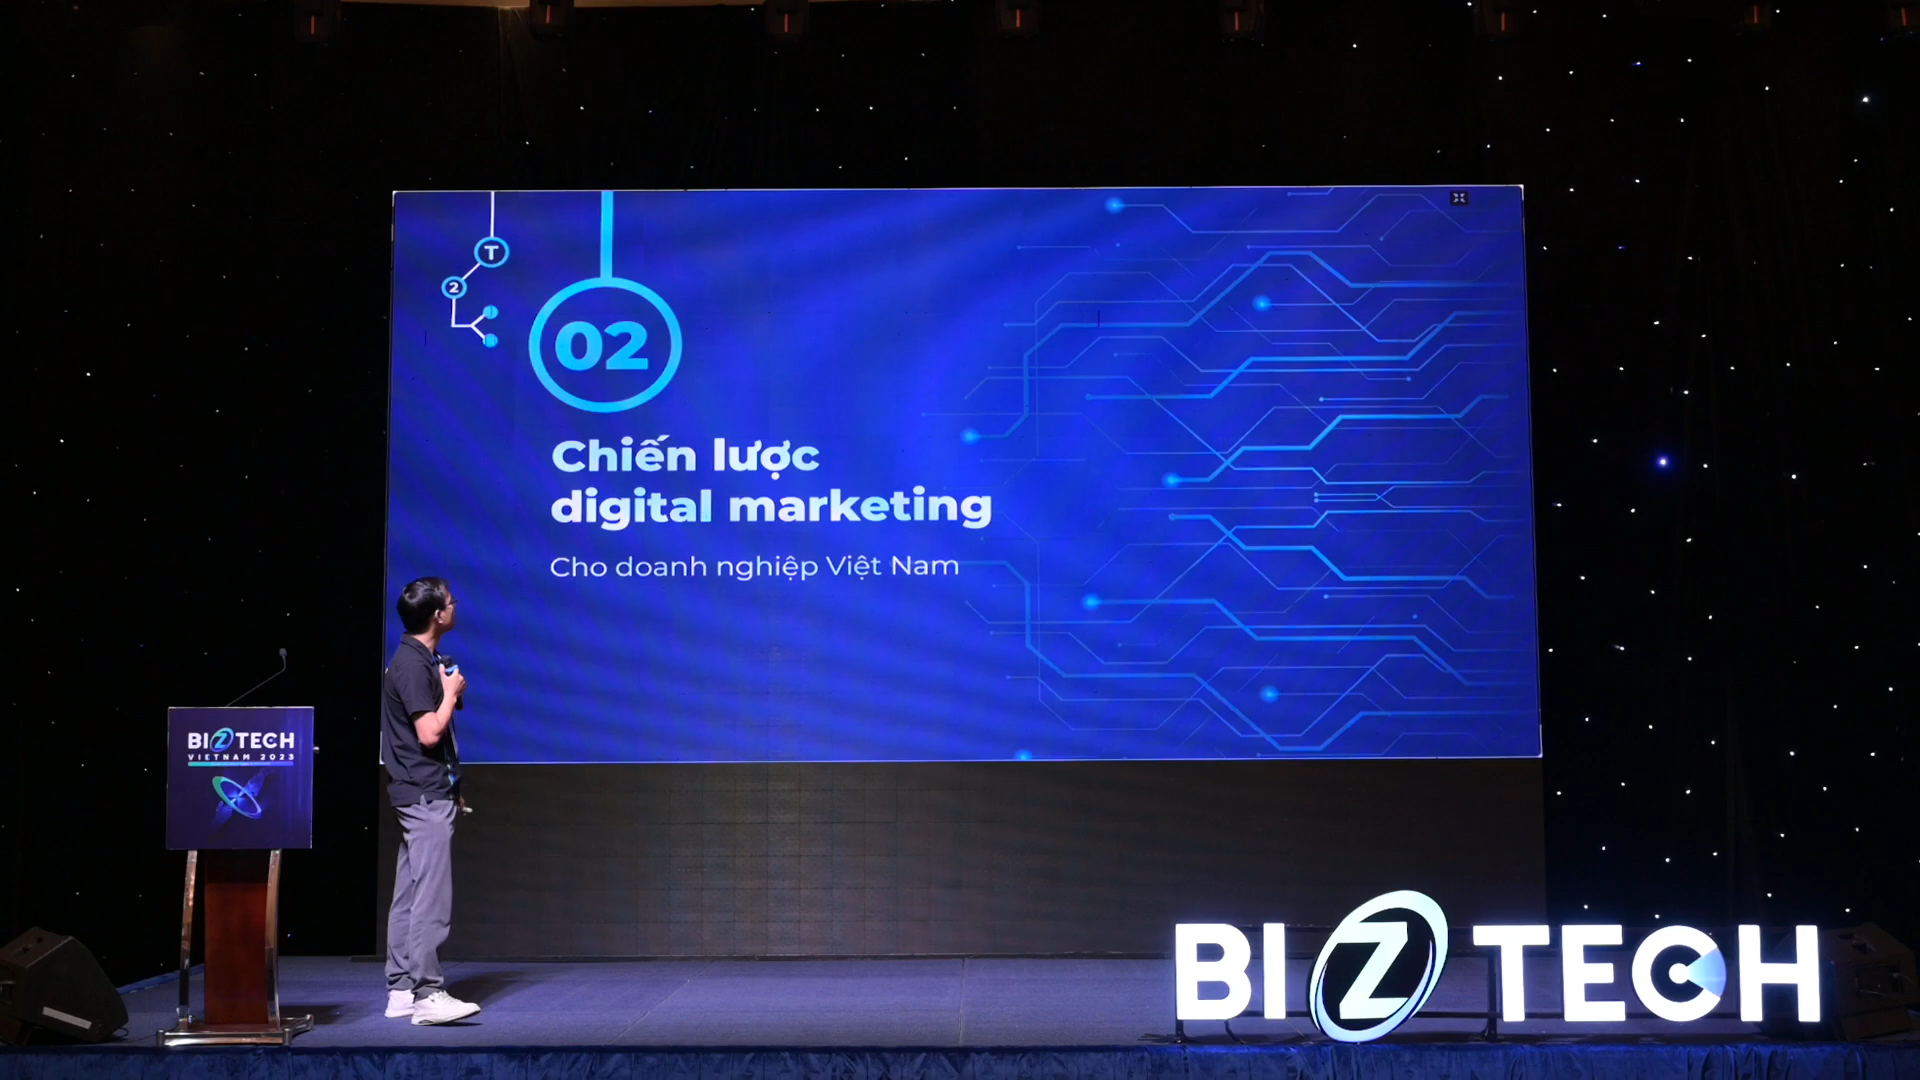 T
2
02
Chiến lược
digital marketing
Cho doanh nghiệp Việt Nam
BIZTECH
VIETNAM 2023
BIZTECH